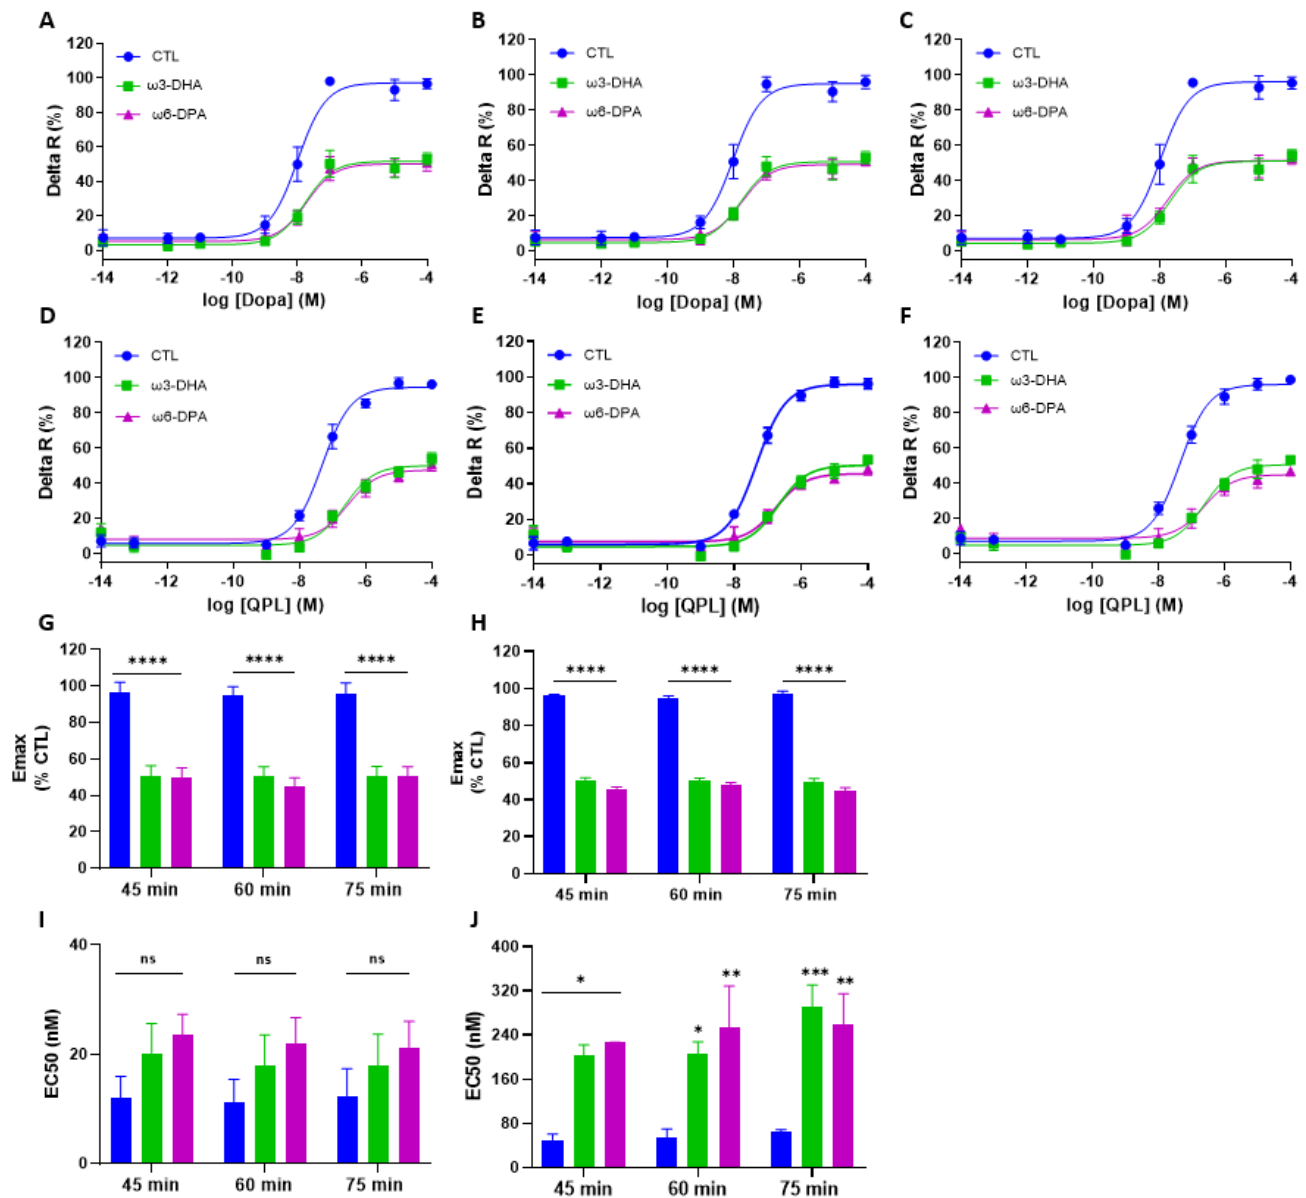 A
120
100
80
60
40
20
0
Delta R (%)
CTL
ω3-DHA
ω6-DPA
-14 -12 -10 -8 -6 -4
log [Dopa] (M)
B
120
100
80
60
40
20
0
Delta R (%)
CTL
ω3-DHA
ω6-DPA
-14 -12 -10 -8 -6 -4
log [Dopa] (M)
C
120
100
80
60
40
20
0
Delta R (%)
CTL
ω3-DHA
ω6-DPA
-14 -12 -10 -8 -6 -4
log [Dopa] (M)
D
120
100
80
60
40
20
0
Delta R (%)
CTL
ω3-DHA
ω6-DPA
-14 -12 -10 -8 -6 -4
log [QPL] (M)
E
120
100
80
60
40
20
0
Delta R (%)
CTL
ω3-DHA
ω6-DPA
-14 -12 -10 -8 -6 -4
log [QPL] (M)
F
120
100
80
60
40
20
0
Delta R (%)
CTL
ω3-DHA
ω6-DPA
-14 -12 -10 -8 -6 -4
log [QPL] (M)
G
120
100
80
60
40
20
0
Emax
(% CTL)
**** **** ****
45 min 60 min 75 min
H
120
100
80
60
40
20
0
Emax
(% CTL)
**** **** ****
45 min 60 min 75 min
I
40
20
0
EC50 (nM)
ns ns ns
45 min 60 min 75 min
J
400
320
240
160
80
0
EC50 (nM)
* * ** *** **
45 min 60 min 75 min